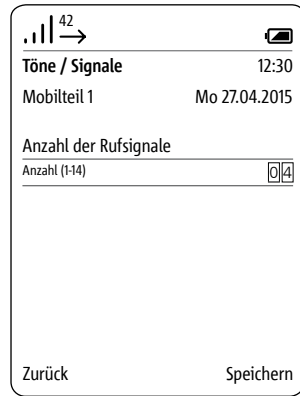 42
Töne / Signale 12:30
Mobilteil 1 Mo 27.04.2015
Anzahl der Rufsignale
Anzahl (1-14) 04
Zurück Speichern